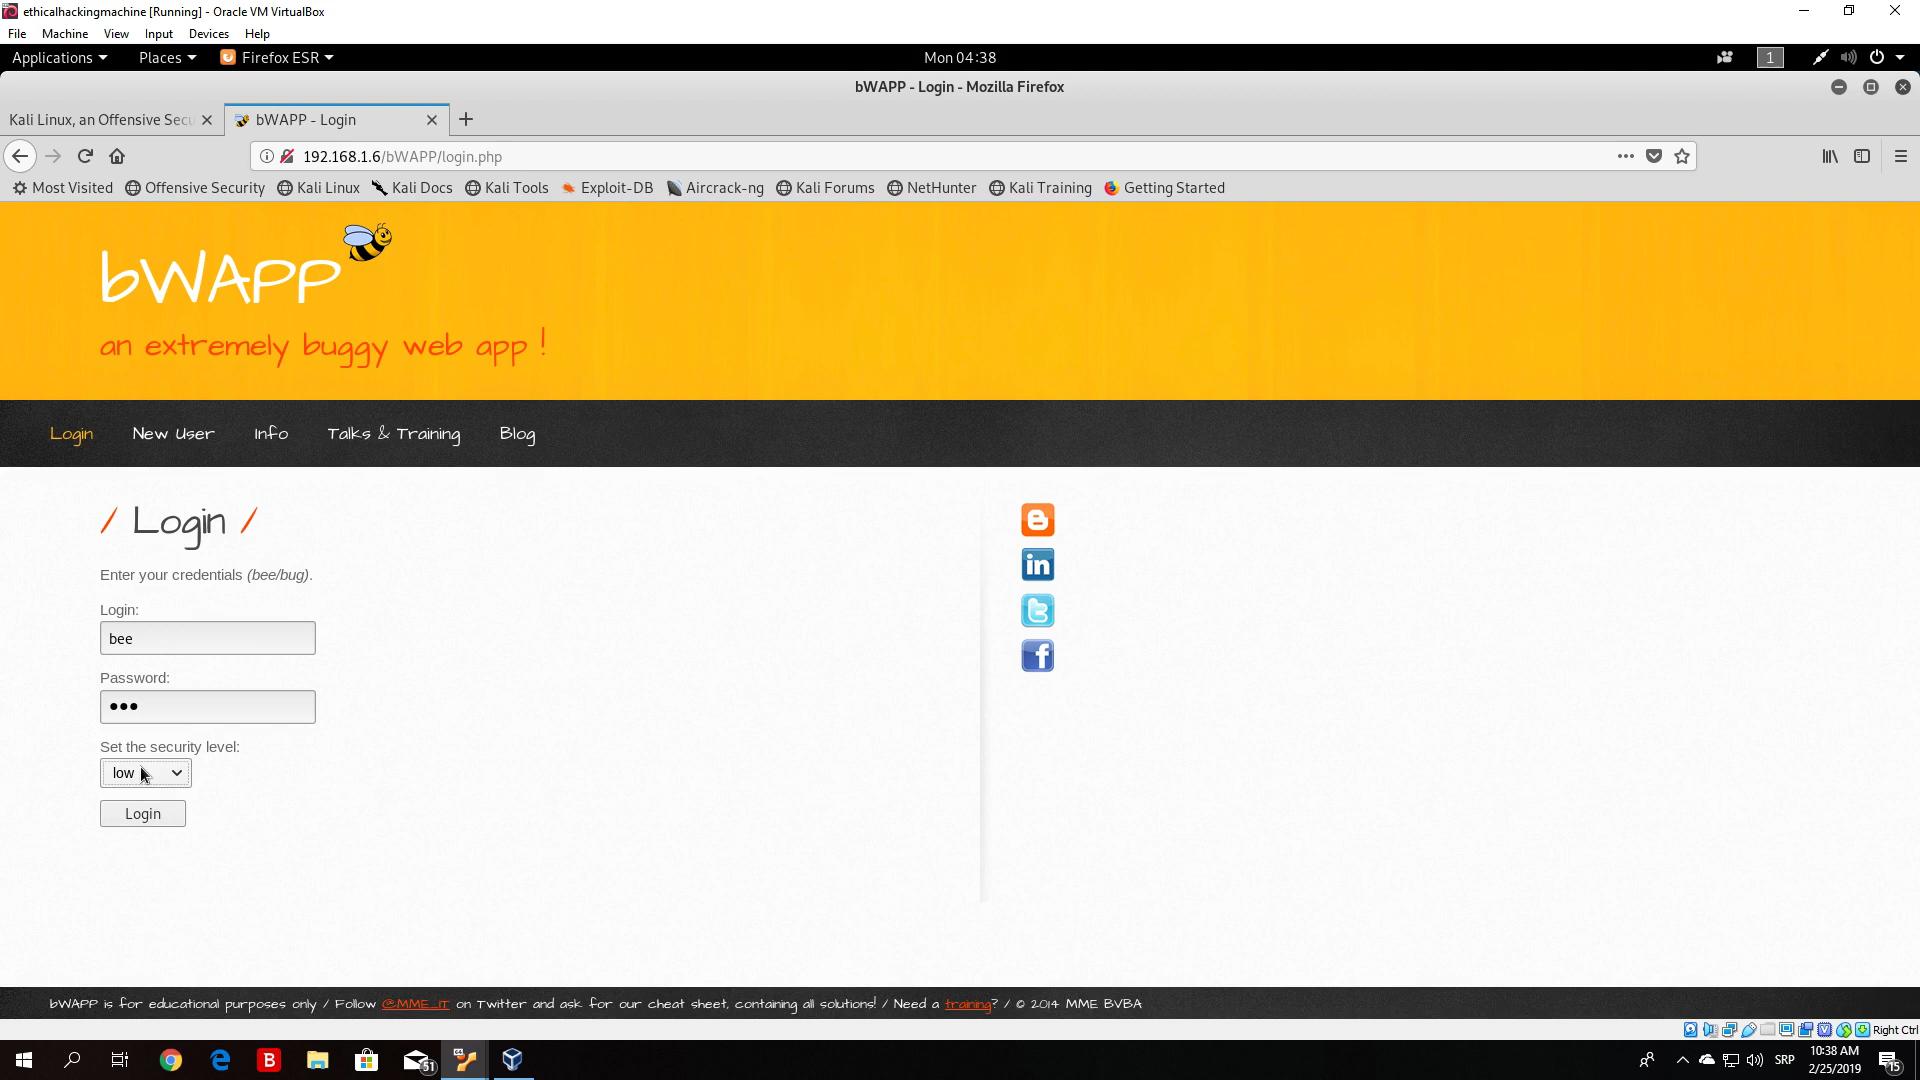 ethicalhackingmachine [Running] - Oracle VM VirtualBox
File Machine View Input Devices Help
Applications Places Firefox ESR Mon 04:38 1
bWAPP - Login - Mozilla Firefox
Kali Linux, an Offensive Secu bWAPP - Login
192.168.1.6/bWAPP/login.php
Most Visited Offensive Security Kali Linux Kali Docs Kali Tools Exploit-DB Aircrack-ng Kali Forums NetHunter Kali Training Getting Started
bWAPP
an extremely buggy web app !
Login New User Info Talks & Training Blog
/ Login /
Enter your credentials (bee/bug).
Login:
bee
Password:
Set the security level:
low
Login
bWAPP is for educational purposes only / Follow @MME_IT on Twitter and ask for our cheat sheet, containing all solutions! / Need a training? / © 2014 MME BVBA
Right Ctrl
51 SRP 10:38 AM
2/25/2019 15